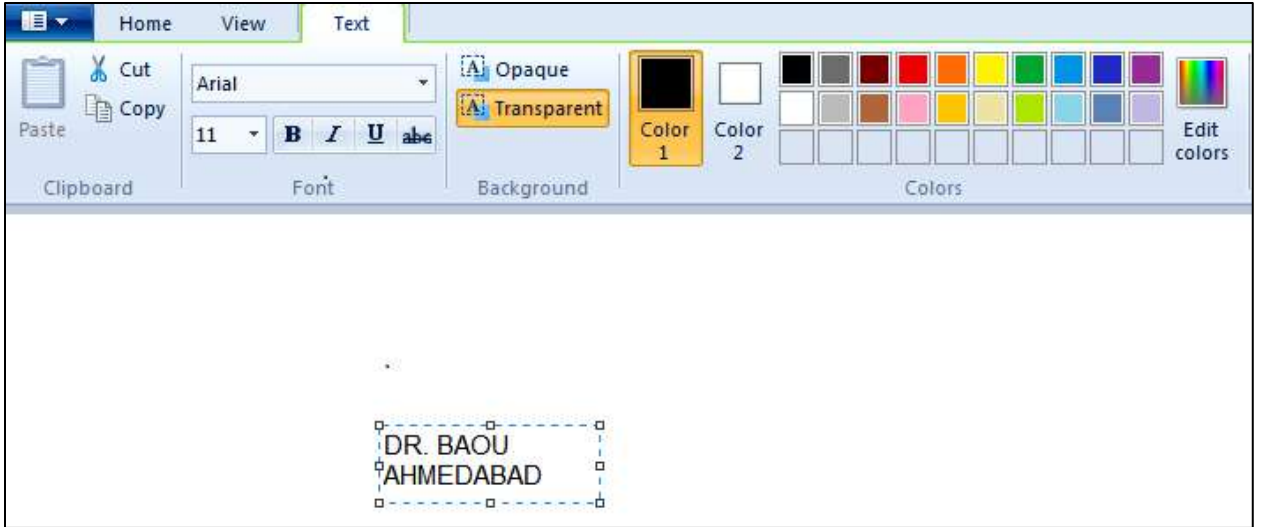 Home View Text
Cut
Copy
Paste
Clipboard
Arial
11 B I U abc
Font
Opaque
Transparent
Background
Color 1
Color 2
Edit colors
Colors
DR. BAOU
AHMEDABAD